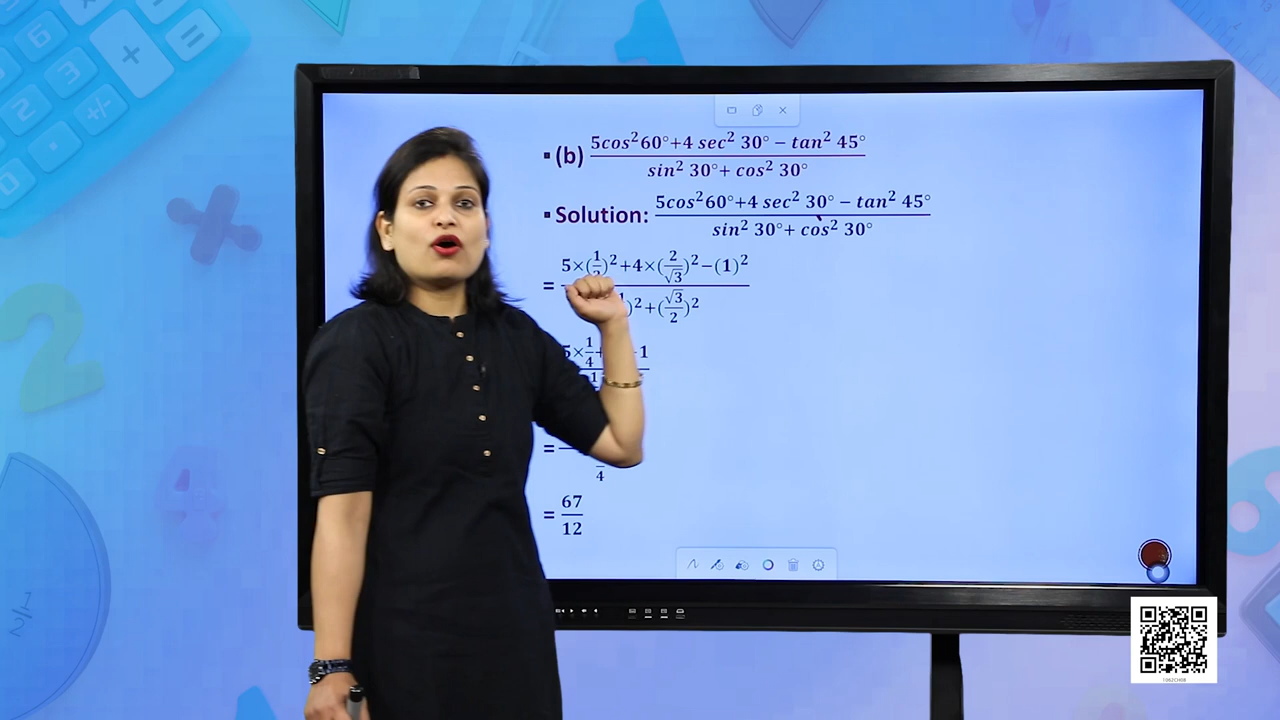 ▪ (b) 5cos²60°+4 sec² 30° − tan² 45°
sin² 30°+ cos² 30°
▪ Solution: 5cos²60°+4 sec² 30° − tan² 45°
sin² 30°+ cos² 30°
= 5×(1/2)²+4×(2/√3)²−(1)²
)²+(√3/2)²
5×1/4+ 1
1
=
4
= 67/12
1062CH08